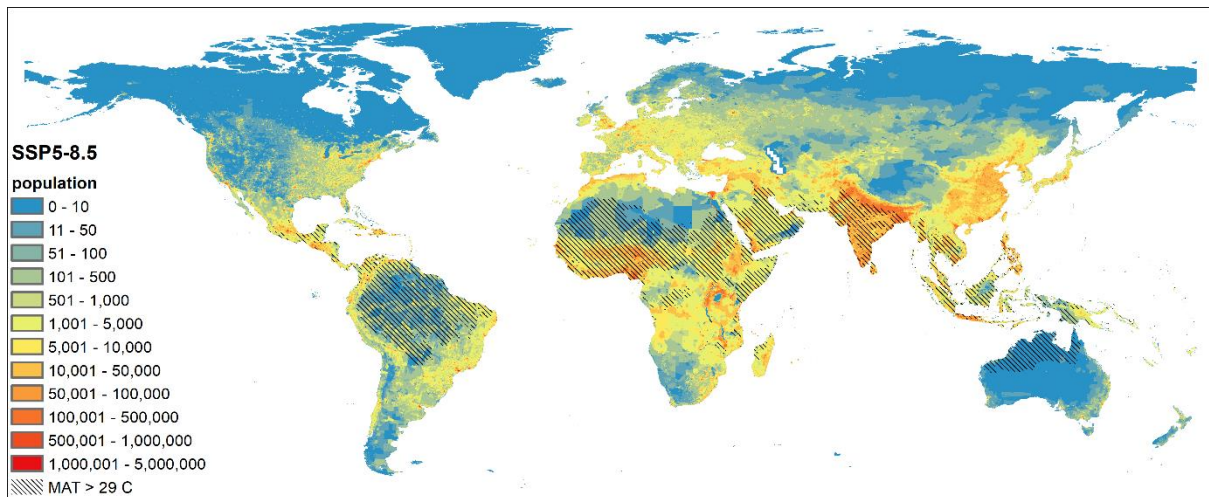 SSP5-8.5
population
0 - 10
11 - 50
51 - 100
101 - 500
501 - 1,000
1,001 - 5,000
5,001 - 10,000
10,001 - 50,000
50,001 - 100,000
100,001 - 500,000
500,001 - 1,000,000
1,000,001 - 5,000,000
MAT > 29 C